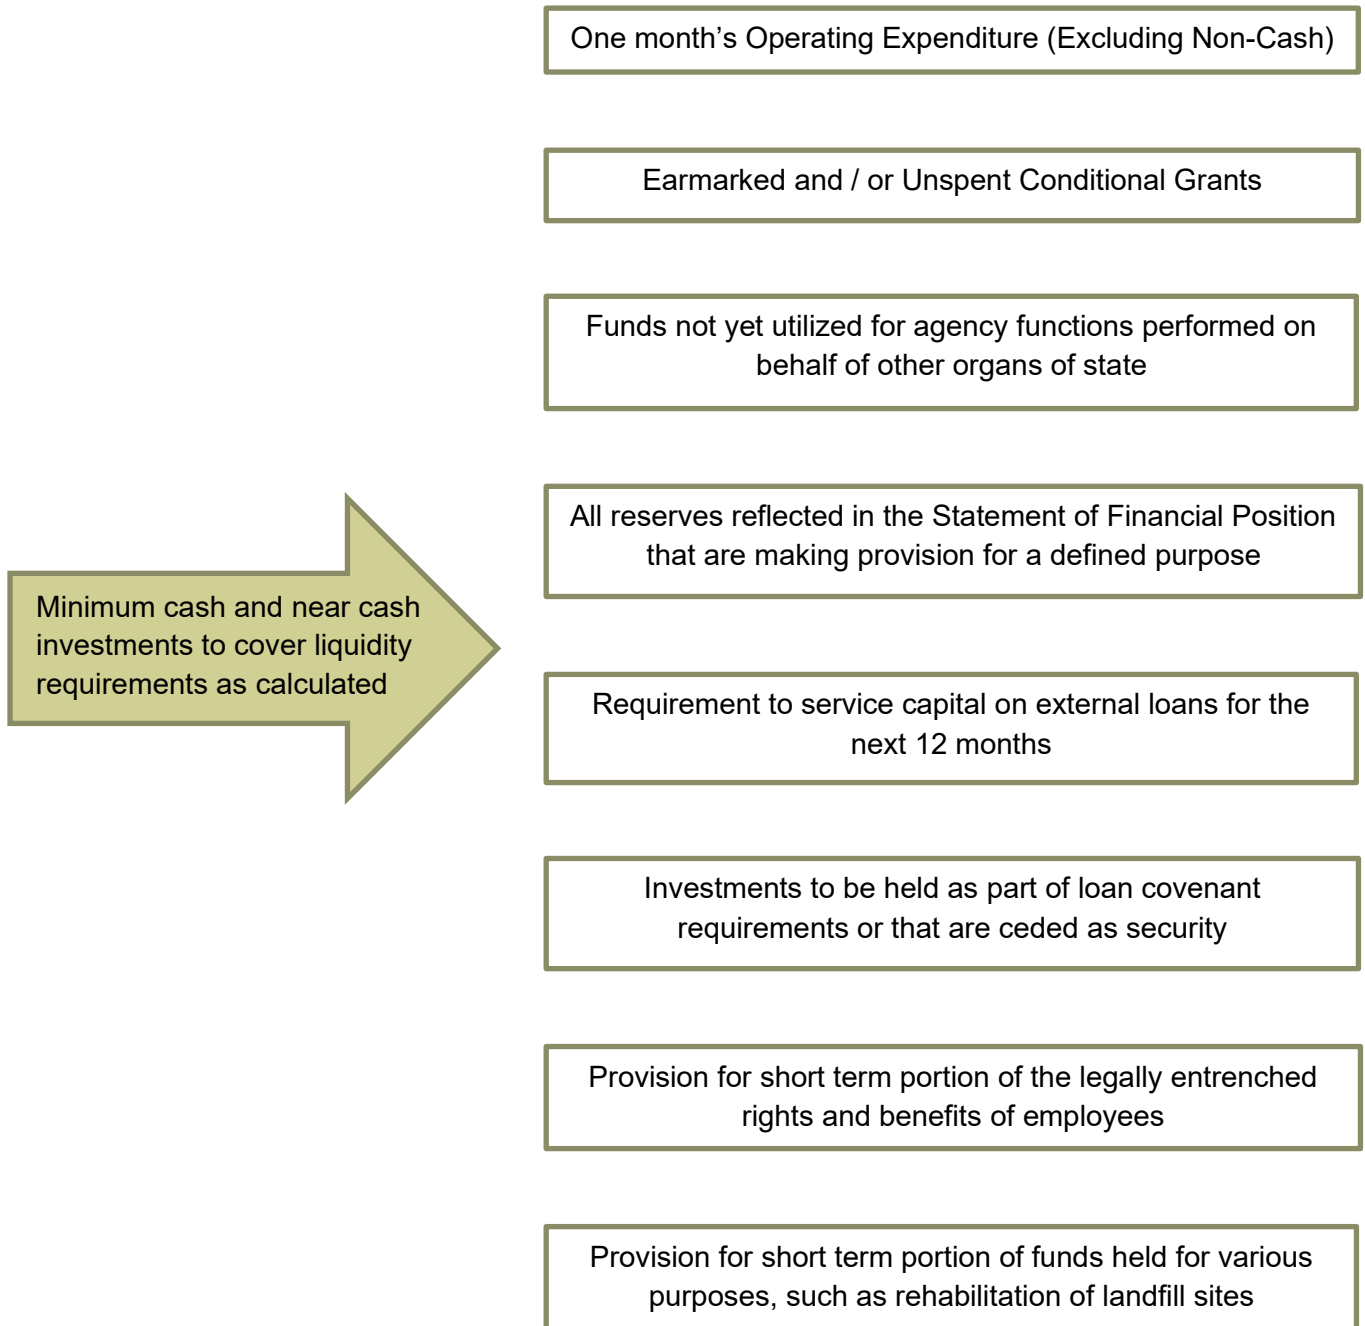 One month’s Operating Expenditure (Excluding Non-Cash)
Earmarked and / or Unspent Conditional Grants
Funds not yet utilized for agency functions performed on
behalf of other organs of state
All reserves reflected in the Statement of Financial Position
that are making provision for a defined purpose
Minimum cash and near cash
investments to cover liquidity
requirements as calculated
Requirement to service capital on external loans for the
next 12 months
Investments to be held as part of loan covenant
requirements or that are ceded as security
Provision for short term portion of the legally entrenched
rights and benefits of employees
Provision for short term portion of funds held for various
purposes, such as rehabilitation of landfill sites